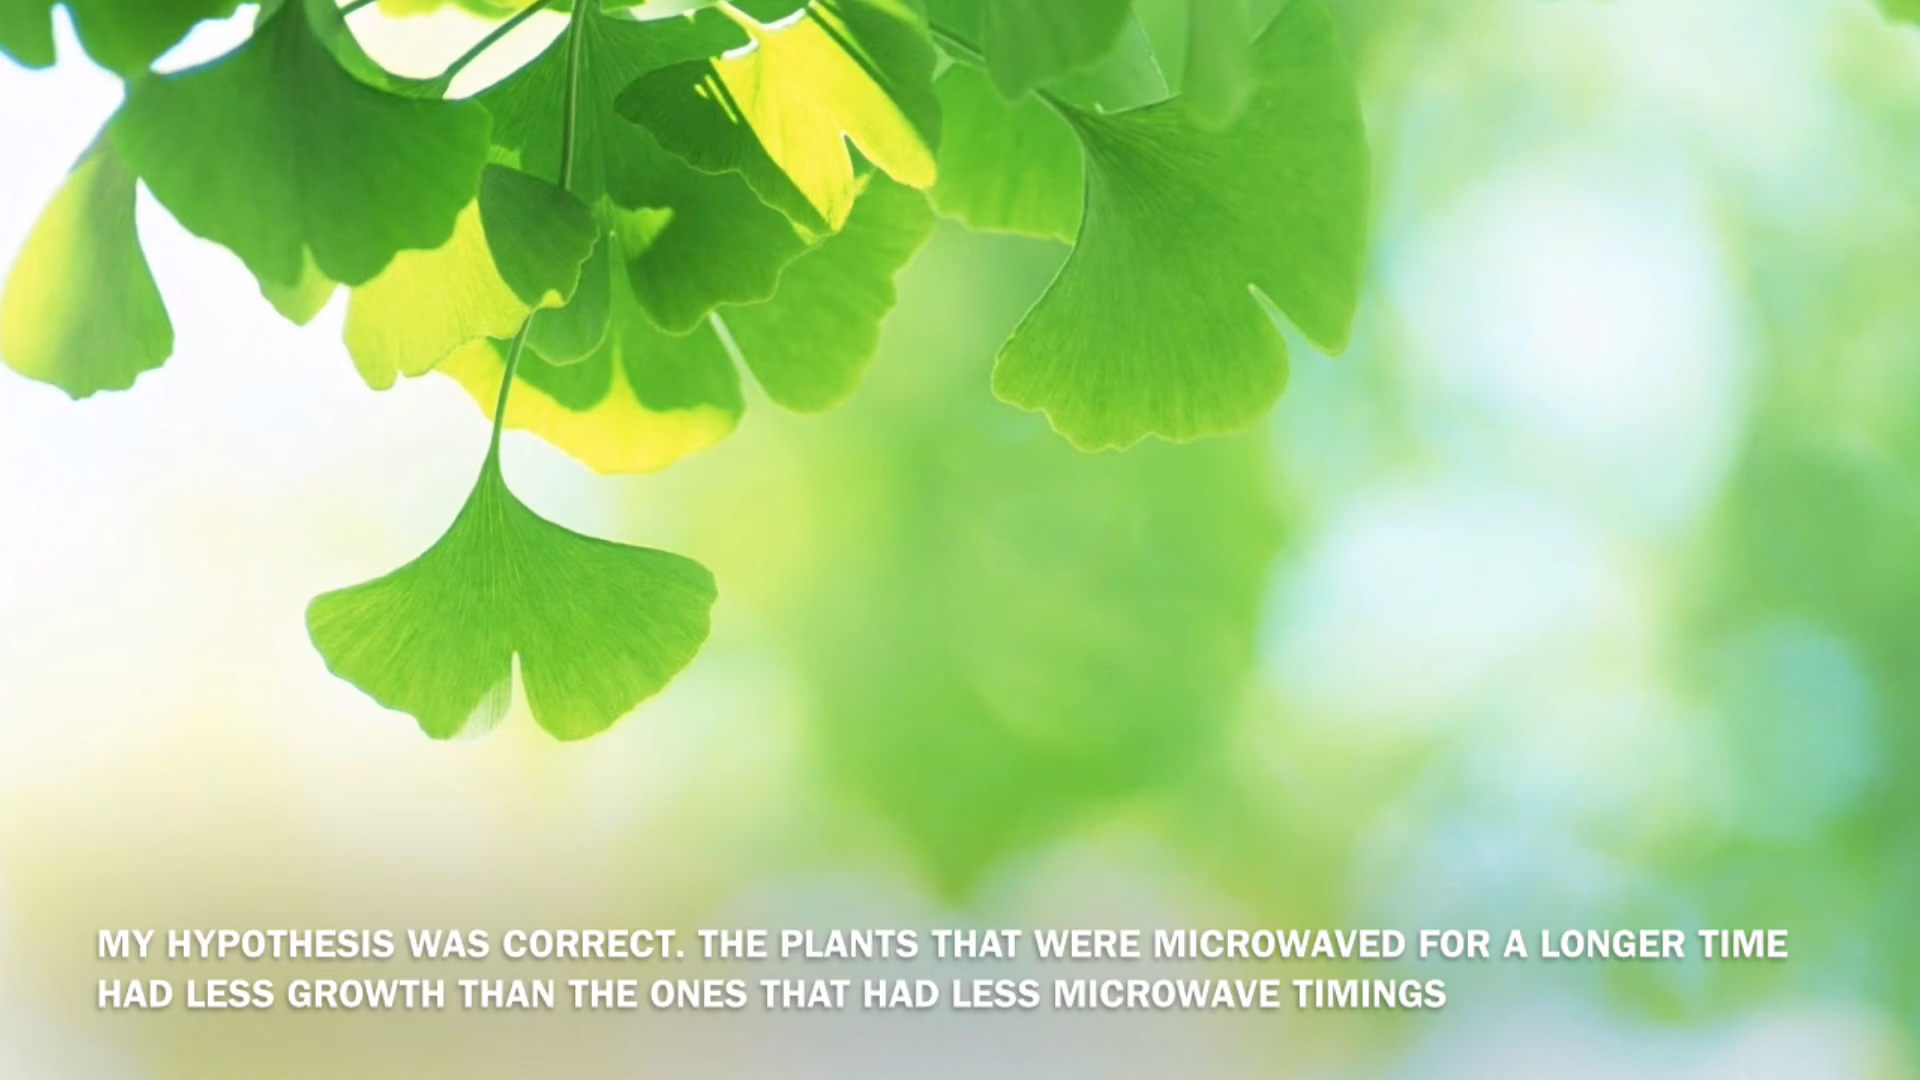 MY HYPOTHESIS WAS CORRECT. THE PLANTS THAT WERE MICROWAVED FOR A LONGER TIME
HAD LESS GROWTH THAN THE ONES THAT HAD LESS MICROWAVE TIMINGS